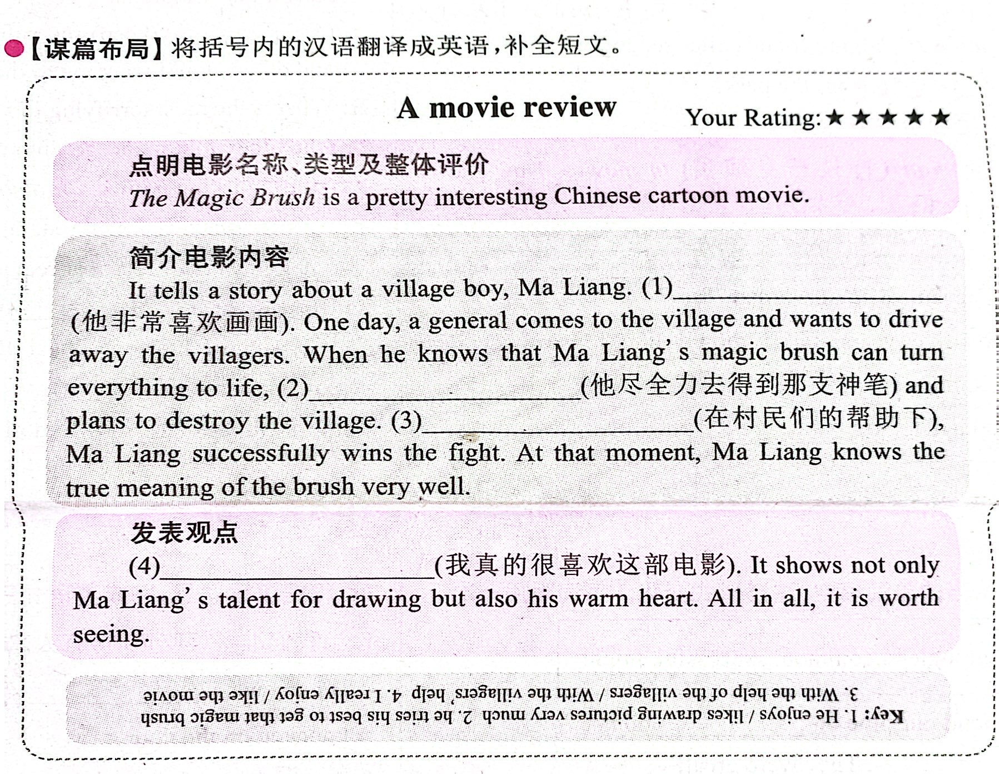 【谋篇布局】将括号内的汉语翻译成英语,补全短文。
A movie review
Your Rating:★★★★★
点明电影名称、类型及整体评价
The Magic Brush is a pretty interesting Chinese cartoon movie.
简介电影内容
It tells a story about a village boy, Ma Liang. (1)____________________
(他非常喜欢画画). One day, a general comes to the village and wants to drive
away the villagers. When he knows that Ma Liang's magic brush can turn
everything to life, (2)____________________(他尽全力去得到那支神笔) and
plans to destroy the village. (3)____________________(在村民们的帮助下),
Ma Liang successfully wins the fight. At that moment, Ma Liang knows the
true meaning of the brush very well.
发表观点
(4)____________________(我真的很喜欢这部电影). It shows not only
Ma Liang's talent for drawing but also his warm heart. All in all, it is worth
seeing.
Key: 1. He enjoys / likes drawing pictures very much 2. he tries his best to get that magic brush
3. With the help of the villagers / With the villagers' help 4. I really enjoy / like the movie